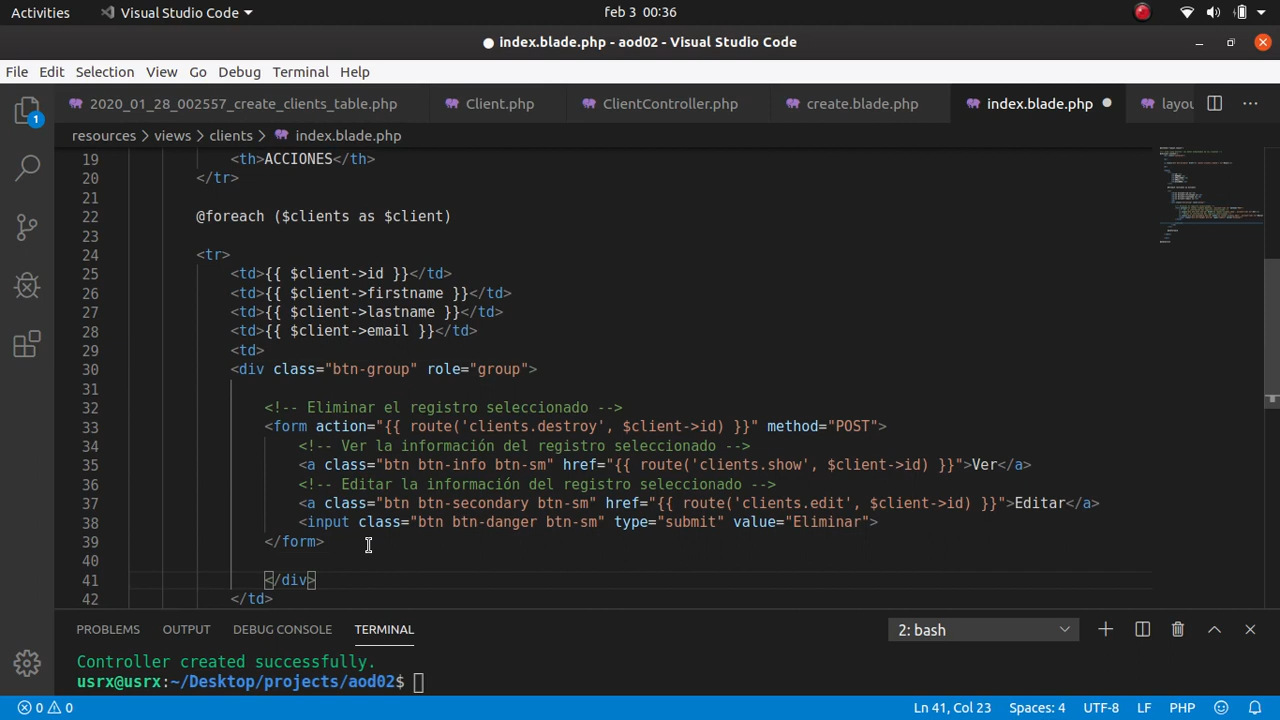 Activities Visual Studio Code feb 3 00:36
● index.blade.php - aod02 - Visual Studio Code
File Edit Selection View Go Debug Terminal Help
2020_01_28_002557_create_clients_table.php Client.php ClientController.php create.blade.php index.blade.php layou
resources > views > clients > index.blade.php
1
19 <th>ACCIONES</th>
20 </tr>
21
22 @foreach ($clients as $client)
23
24 <tr>
25 <td>{{ $client->id }}</td>
26 <td>{{ $client->firstname }}</td>
27 <td>{{ $client->lastname }}</td>
28 <td>{{ $client->email }}</td>
29 <td>
30 <div class="btn-group" role="group">
31
32 <!-- Eliminar el registro seleccionado -->
33 <form action="{{ route('clients.destroy', $client->id) }}" method="POST">
34 <!-- Ver la información del registro seleccionado -->
35 <a class="btn btn-info btn-sm" href="{{ route('clients.show', $client->id) }}">Ver</a>
36 <!-- Editar la información del registro seleccionado -->
37 <a class="btn btn-secondary btn-sm" href="{{ route('clients.edit', $client->id) }}">Editar</a>
38 <input class="btn btn-danger btn-sm" type="submit" value="Eliminar">
39 </form>
40
41 </div>
42 </td>
PROBLEMS OUTPUT DEBUG CONSOLE TERMINAL 2: bash
Controller created successfully.
usrx@usrx:~/Desktop/projects/aod02$
0 0 Ln 41, Col 23 Spaces: 4 UTF-8 LF PHP